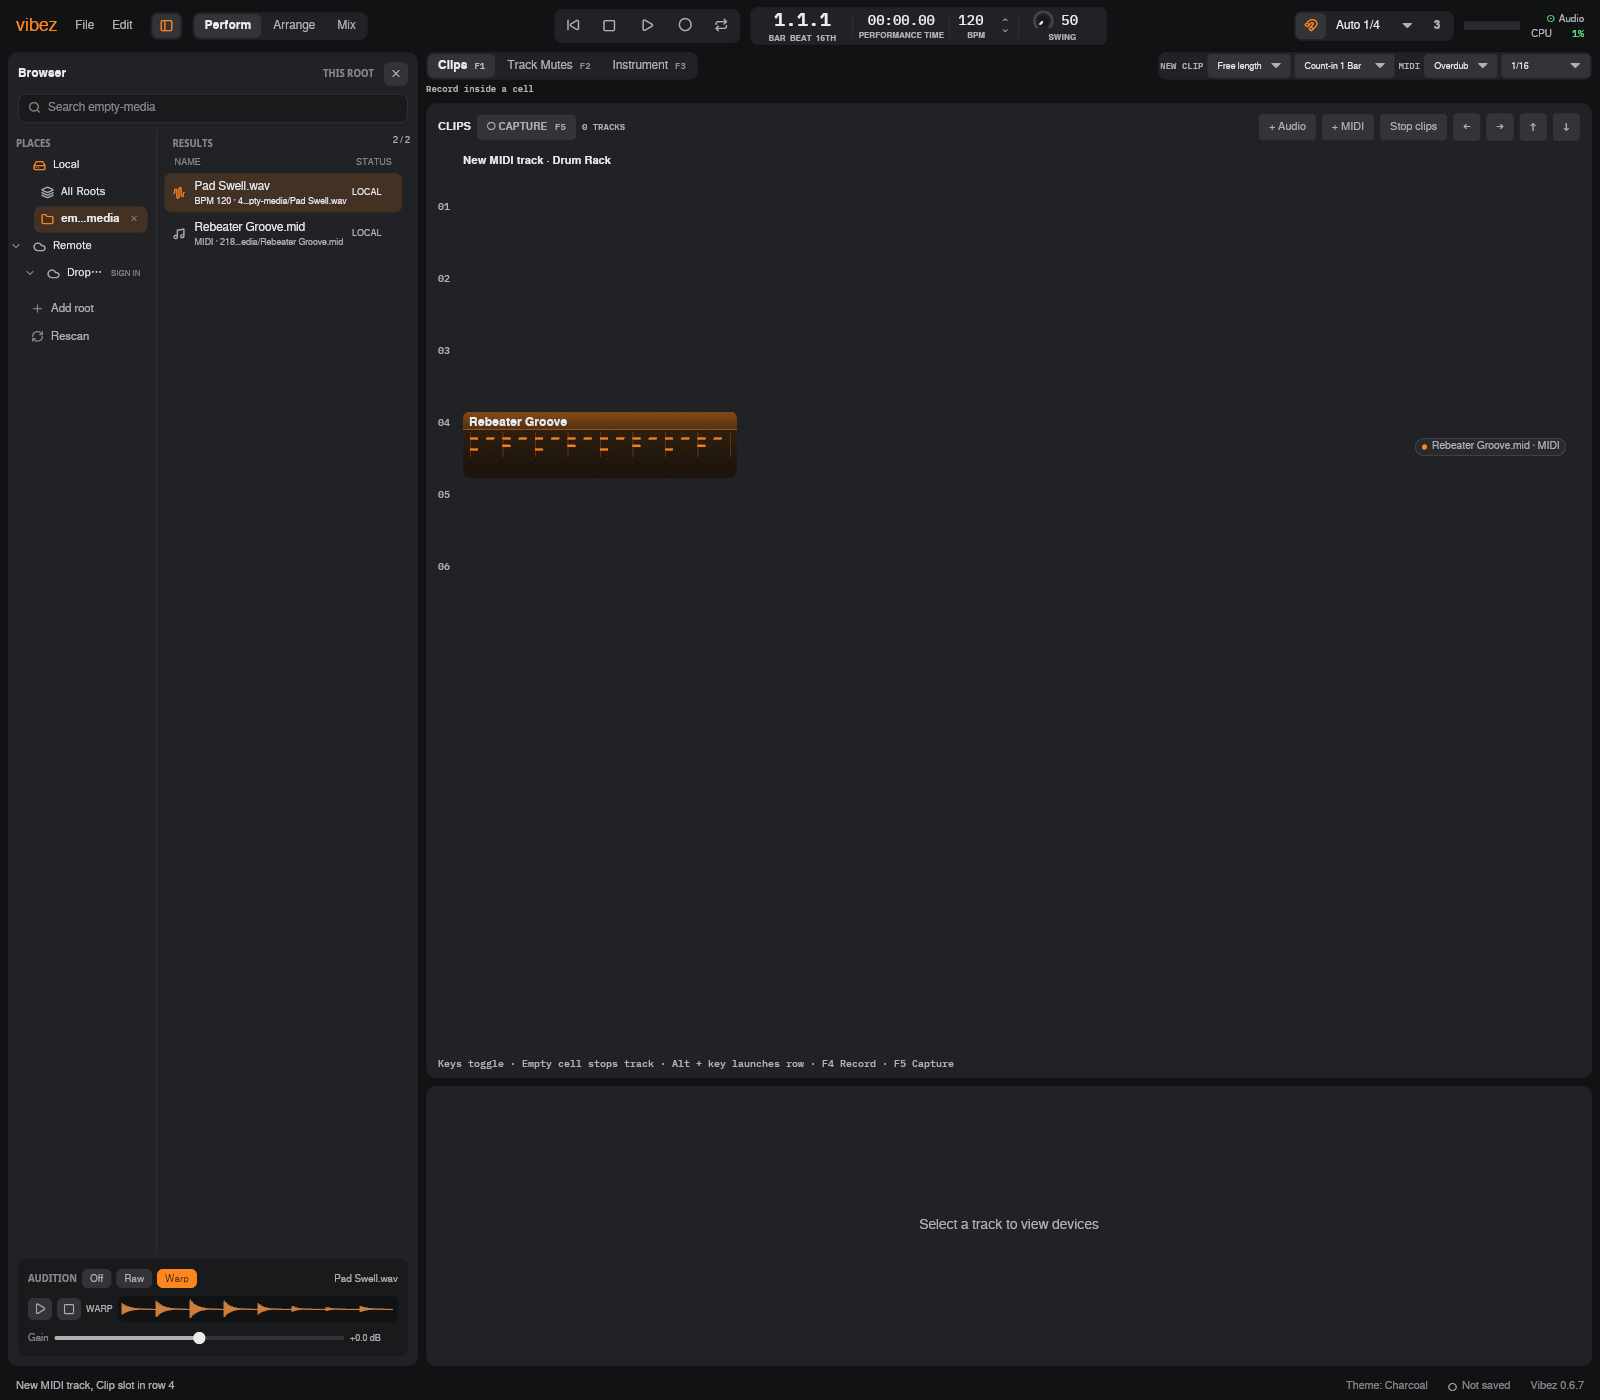 vibez File Edit Perform Arrange Mix
1.1.1 00:00.00 120 50
BAR BEAT 16TH PERFORMANCE TIME BPM SWING
Auto 1/4 3 Audio
CPU 1%
Browser THIS ROOT
Search empty-media
PLACES
Local
All Roots
em...media
Remote
Drop··· SIGN IN
Add root
Rescan
RESULTS 2 / 2
NAME STATUS
Pad Swell.wav LOCAL
BPM 120 · 4...pty-media/Pad Swell.wav
Rebeater Groove.mid LOCAL
MIDI · 218...edia/Rebeater Groove.mid
Clips F1 Track Mutes F2 Instrument F3
NEW CLIP Free length Count-in 1 Bar MIDI Overdub 1/16
Record inside a cell
CLIPS CAPTURE F5 0 TRACKS
+ Audio + MIDI Stop clips ← → ↑ ↓
New MIDI track · Drum Rack
01
02
03
04 Rebeater Groove
Rebeater Groove.mid · MIDI
05
06
Keys toggle · Empty cell stops track · Alt + key launches row · F4 Record · F5 Capture
Select a track to view devices
AUDITION Off Raw Warp Pad Swell.wav
WARP
Gain +0.0 dB
New MIDI track, Clip slot in row 4
Theme: Charcoal Not saved Vibez 0.6.7